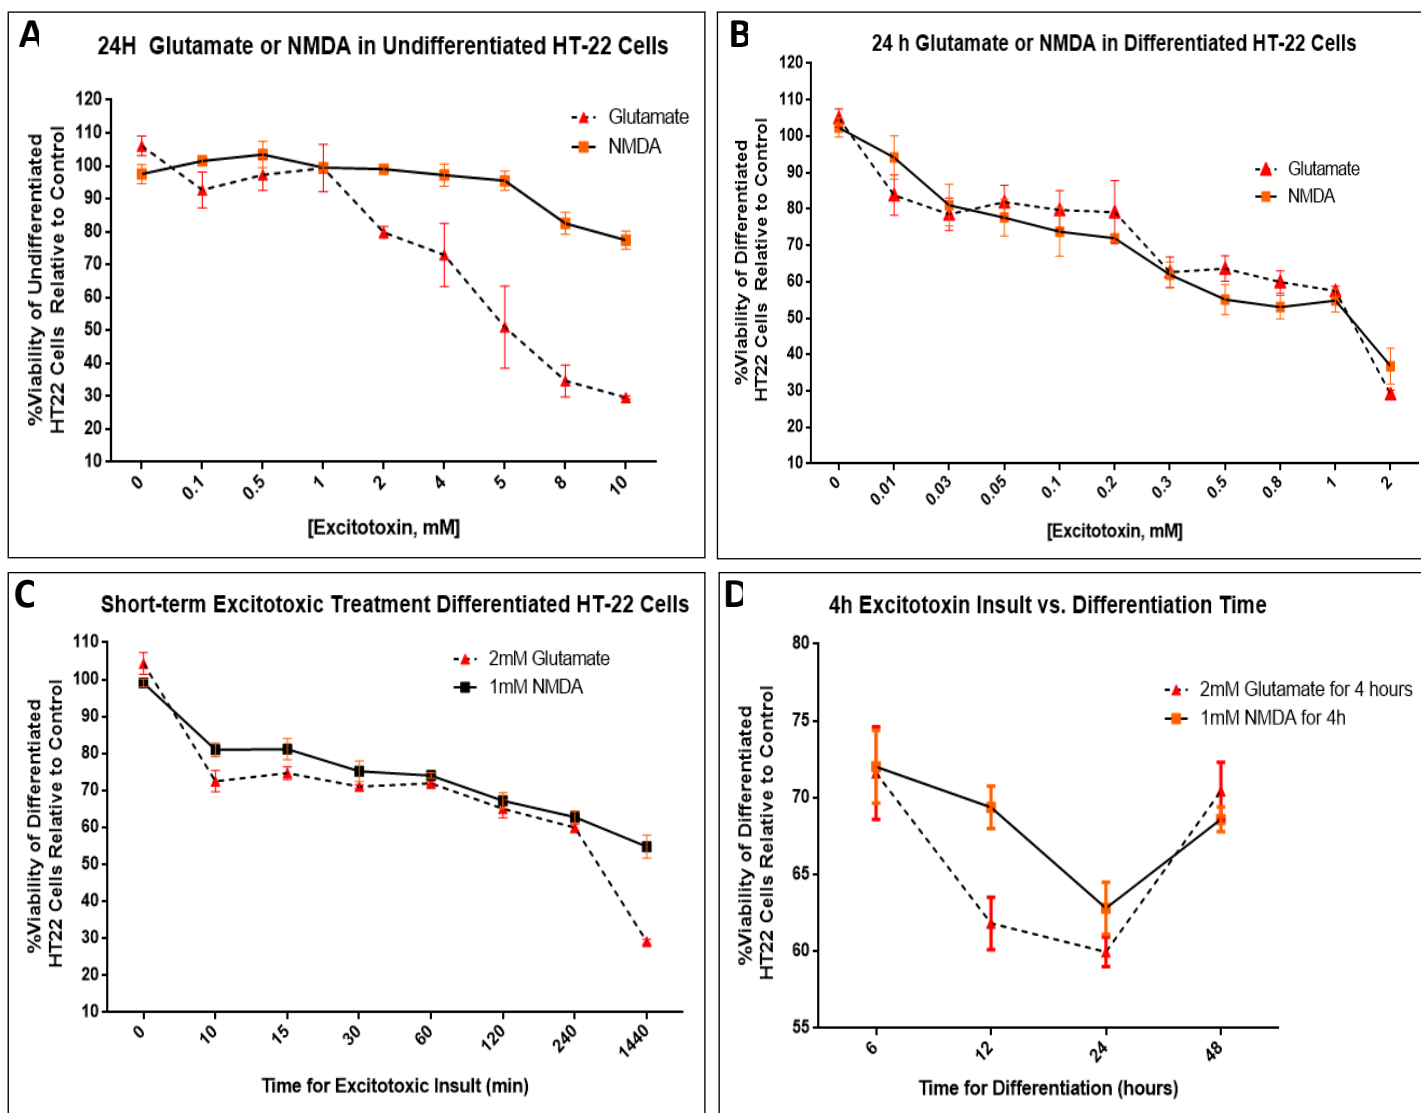 A
24H Glutamate or NMDA in Undifferentiated HT-22 Cells
%Viability of Undifferentiated
HT22 Cells Relative to Control
120
110
100
90
80
70
60
50
40
30
20
10
Glutamate
NMDA
0
0.1
0.5
1
2
4
5
8
10
[Excitotoxin, mM]
B
24 h Glutamate or NMDA in Differentiated HT-22 Cells
%Viability of Differentiated
HT22 Cells Relative to Control
120
110
100
90
80
70
60
50
40
30
20
10
Glutamate
NMDA
0
0.01
0.03
0.05
0.1
0.2
0.3
0.5
0.8
1
2
[Excitotoxin, mM]
C
Short-term Excitotoxic Treatment Differentiated HT-22 Cells
%Viability of Differentiated
HT22 Cells Relative to Control
110
100
90
80
70
60
50
40
30
20
10
2mM Glutamate
1mM NMDA
0
10
15
30
60
120
240
1440
Time for Excitotoxic Insult (min)
D
4h Excitotoxin Insult vs. Differentiation Time
%Viability of Differentiated
HT22 Cells Relative to Control
80
75
70
65
60
55
2mM Glutamate for 4 hours
1mM NMDA for 4h
6
12
24
48
Time for Differentiation (hours)